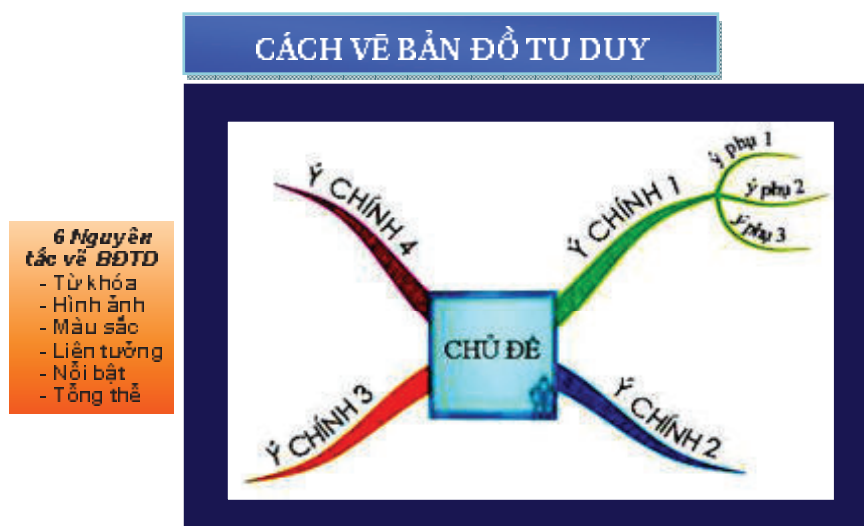 CÁCH VẼ BẢN ĐỒ TƯ DUY
6 Nguyên
tắc vẽ BĐTD
- Từ khóa
- Hình ảnh
- Màu sắc
- Liên tưởng
- Nổi bật
- Tổng thể
Ý CHÍNH 4
Ý CHÍNH 1
ý phụ 1
ý phụ 2
ý phụ 3
CHỦ ĐỀ
Ý CHÍNH 3
Ý CHÍNH 2